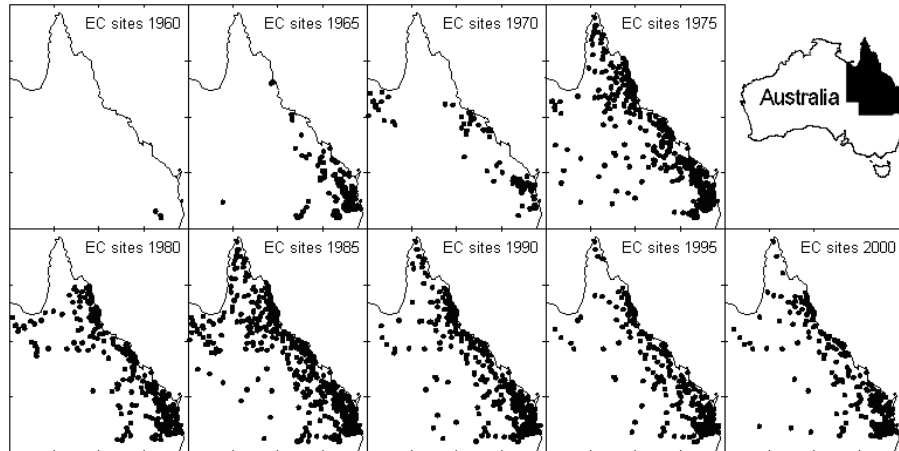 EC sites 1960
EC sites 1965
EC sites 1970
EC sites 1975
Australia
EC sites 1980
EC sites 1985
EC sites 1990
EC sites 1995
EC sites 2000